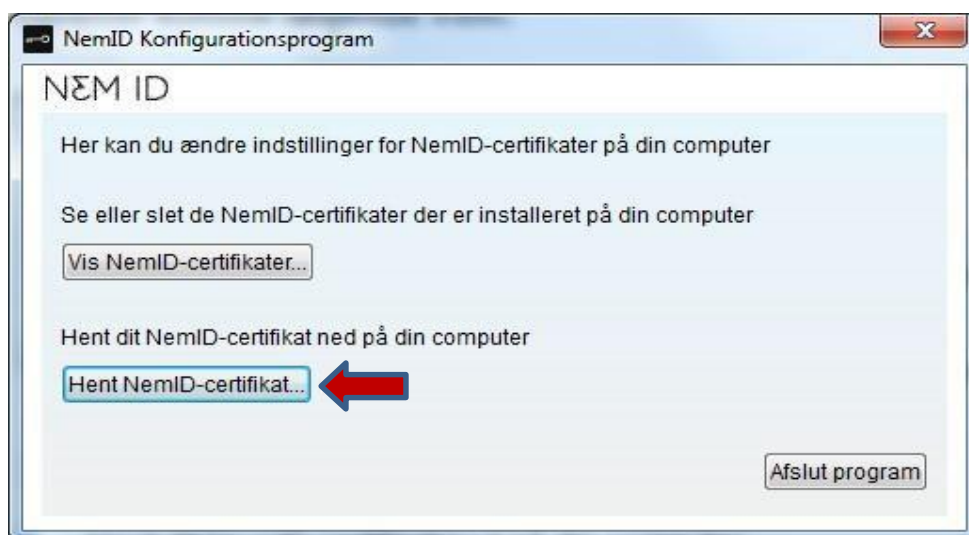 NemID Konfigurationsprogram
NEM ID
Her kan du ændre indstillinger for NemID-certifikater på din computer
Se eller slet de NemID-certifikater der er installeret på din computer
Vis NemID-certifikater...
Hent dit NemID-certifikat ned på din computer
Hent NemID-certifikat...
Afslut program